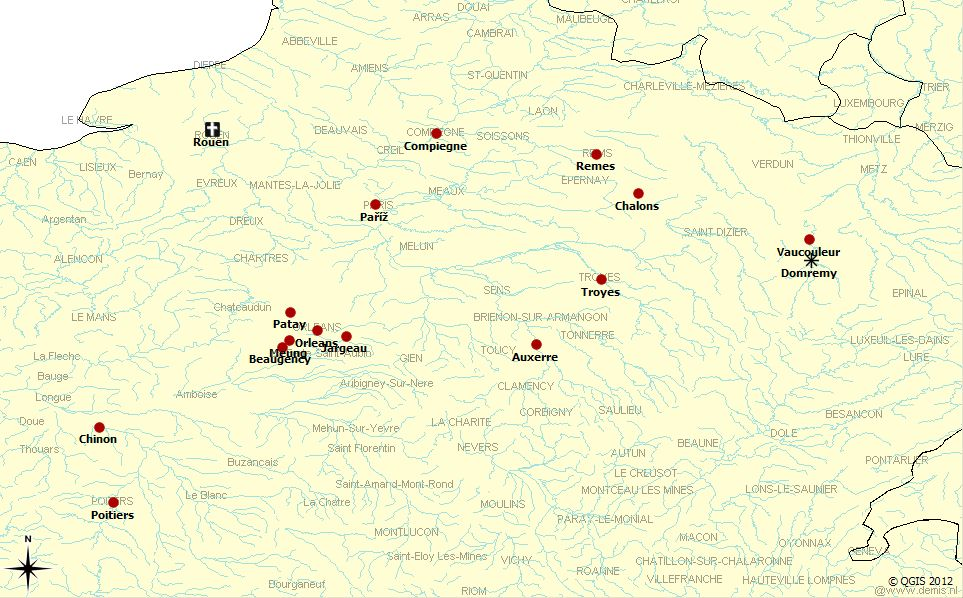 DOUAI
ARRAS
MAUBEUGE
CAMBRAI
ABBEVILLE
DIEPPE
AMIENS
ST-QUENTIN
CHARLEVILLE-MEZIERES
TRIER
LUXEMBOURG
LAON
LE HAVRE
ROUEN
Rouen
BEAUVAIS
COMPIEGNE
Compiegne
SOISSONS
MERZIG
THIONVILLE
CREIL
REIMS
Remes
CAEN
LISIEUX
Bernay
VERDUN
METZ
EVREUX
MANTES-LA-JOLIE
MEAUX
EPERNAY
Chalons
PARIS
Paříž
Argentan
DREUX
SAINT DIZIER
MELUN
Vaucouleur
ALENCON
CHARTRES
Domremy
TROYES
Troyes
SENS
EPINAL
Chateaudun
LE MANS
BRIENON-SUR-ARMANGON
Patay
ORLEANS
Orleans
TONNERRE
Jargeau
LUXEUIL-LES-BAINS
Meung
Beaugency
TOUCY
Auxerre
La Fleche
GIEN
LURE
Bauge
Aubigney-Sur-Nere
CLAMENCY
Longue
Amboise
CORBIGNY
SAULIEU
BESANCON
Doue
LA CHARITE
Mehun-Sur-Yevre
DOLE
Chinon
BEAUNE
Thouars
Saint Florentin
NEVERS
AUTUN
Buzancais
PONTARLIER
LE CREUSOT
Saint-Amand-Mont-Rond
MONTCEAU LES MINES
LONS-LE-SAUNIER
Le Blanc
POITIERS
Poitiers
La Chatre
MOULINS
PARAY-LE-MONIAL
MONTLUCON
MACON
N
OYONNAX
GENEVE
Saint-Eloy Les-Mines
VICHY
CHATILLON-SUR-CHALARONNE
ROANNE
VILLEFRANCHE
HAUTEVILLE LOMPNES
Bourganeuf
RIOM
© QGIS 2012
@www.demis.nl